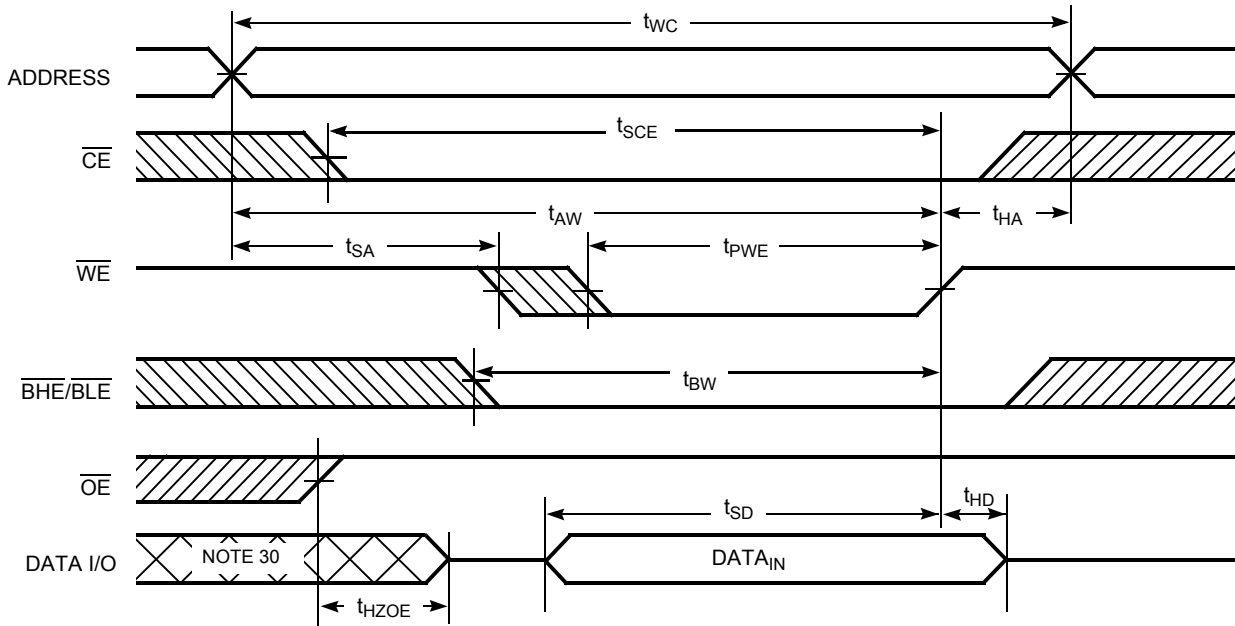 tWC
ADDRESS
tSCE
CE
tAW
tHA
tSA
tPWE
WE
tBW
BHE/BLE
OE
tSD
tHD
DATA I/O
NOTE 30
DATAIN
tHZOE